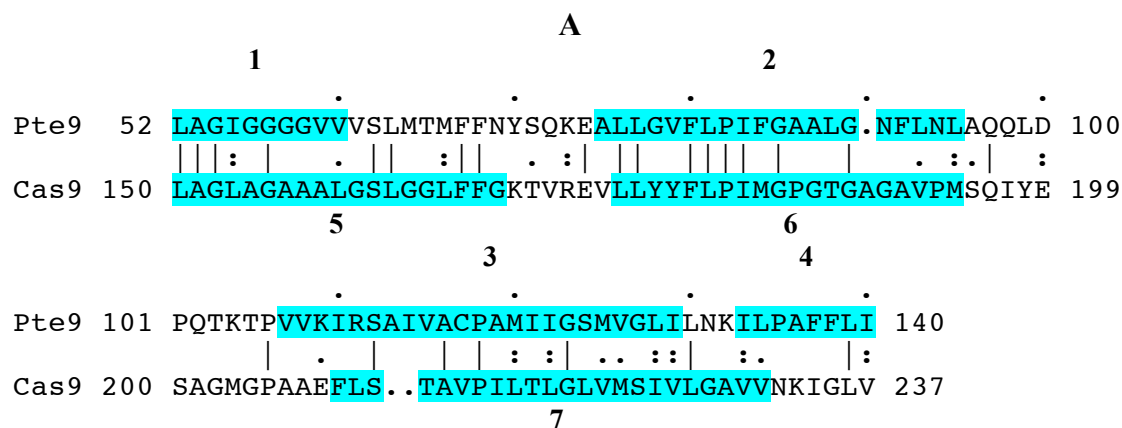 A
1 2
. . . . .
Pte9 52 LAGIGGGGVVVSLMTMFFNYSQKEALLGVFLPIFGAALG.NFLNLAQQLD 100
|||: |   . ||  :||  . :| ||  |||| |   |   . :.|  :
Cas9 150 LAGLAGAAALGSLGGLFFGKTVREVLLYYFLPIMGPGTGAGAVPMSQIYE 199
5 6
3 4
. . . .
Pte9 101 PQTKTPVVKIRSAIVACPAMIIGSMVGLILNKILPAFFLI 140
|  .  |   | | : :| .. ::|  :.    |:
Cas9 200 SAGMGPAAEFLS..TAVPILTLGLVMSIVLGAVVNKIGLV 237
7